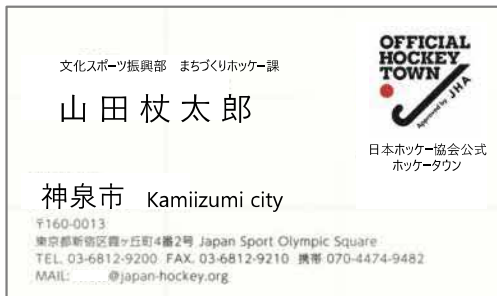 文化スポーツ振興部　まちづくりホッケー課
山田杖太郎
OFFICIAL
HOCKEY
TOWN
Approved by JHA
日本ホッケー協会公式
ホッケータウン
神泉市　Kamiizumi city
〒160-0013
東京都新宿区霞ヶ丘町4番2号 Japan Sport Olympic Square
TEL. 03-6812-9200 FAX. 03-6812-9210 携帯 070-4474-9482
MAIL: @japan-hockey.org